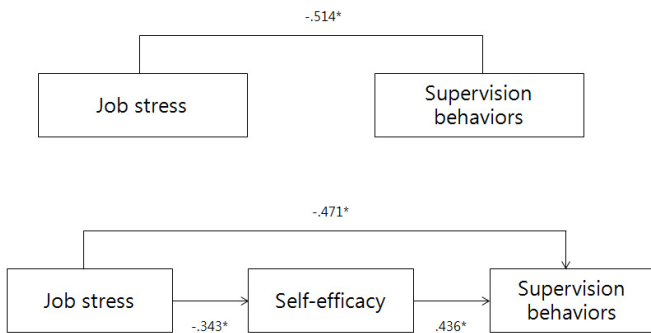 -.514*
Job stress
Supervision
behaviors
-.471*
Job stress
Self-efficacy
Supervision
behaviors
-.343*
.436*